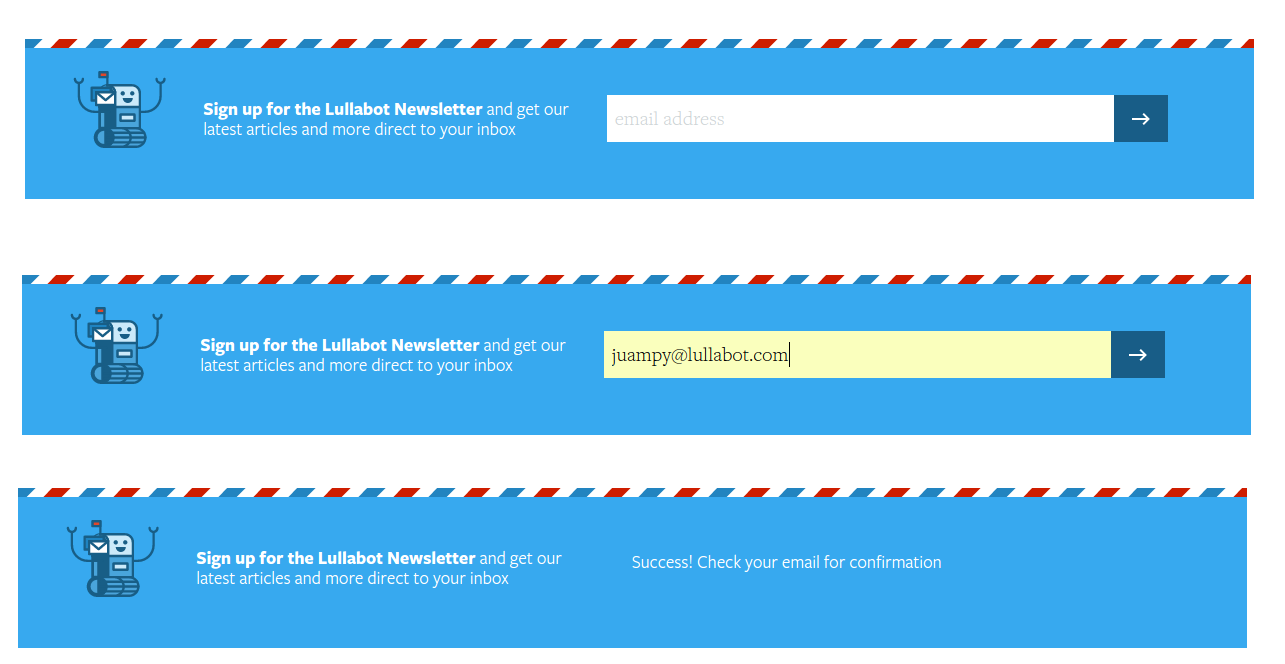 Sign up for the Lullabot Newsletter and get our
latest articles and more direct to your inbox
email address
Sign up for the Lullabot Newsletter and get our
latest articles and more direct to your inbox
juampy@lullabot.com
Sign up for the Lullabot Newsletter and get our
latest articles and more direct to your inbox
Success! Check your email for confirmation